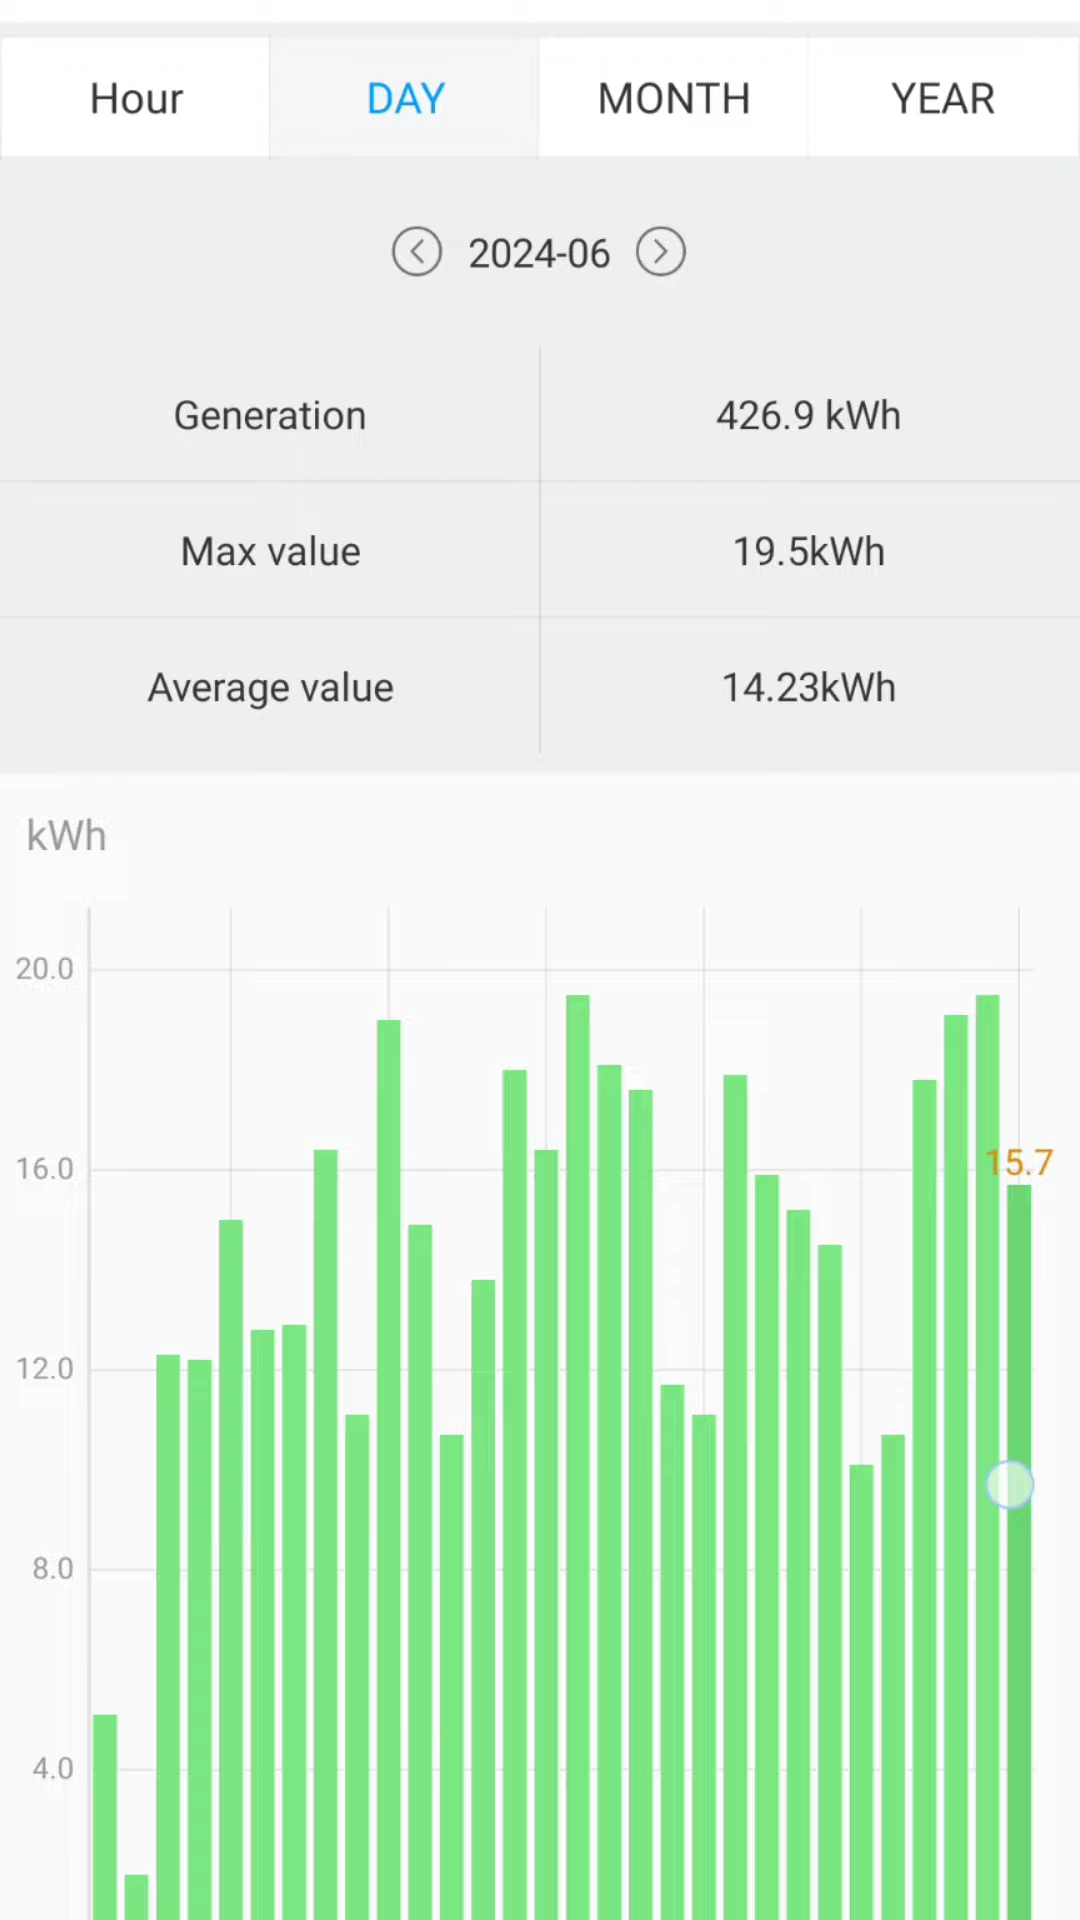 Hour DAY MONTH YEAR
2024-06
Generation 426.9 kWh
Max value 19.5kWh
Average value 14.23kWh
kWh
20.0
15.7
16.0
12.0
8.0
4.0